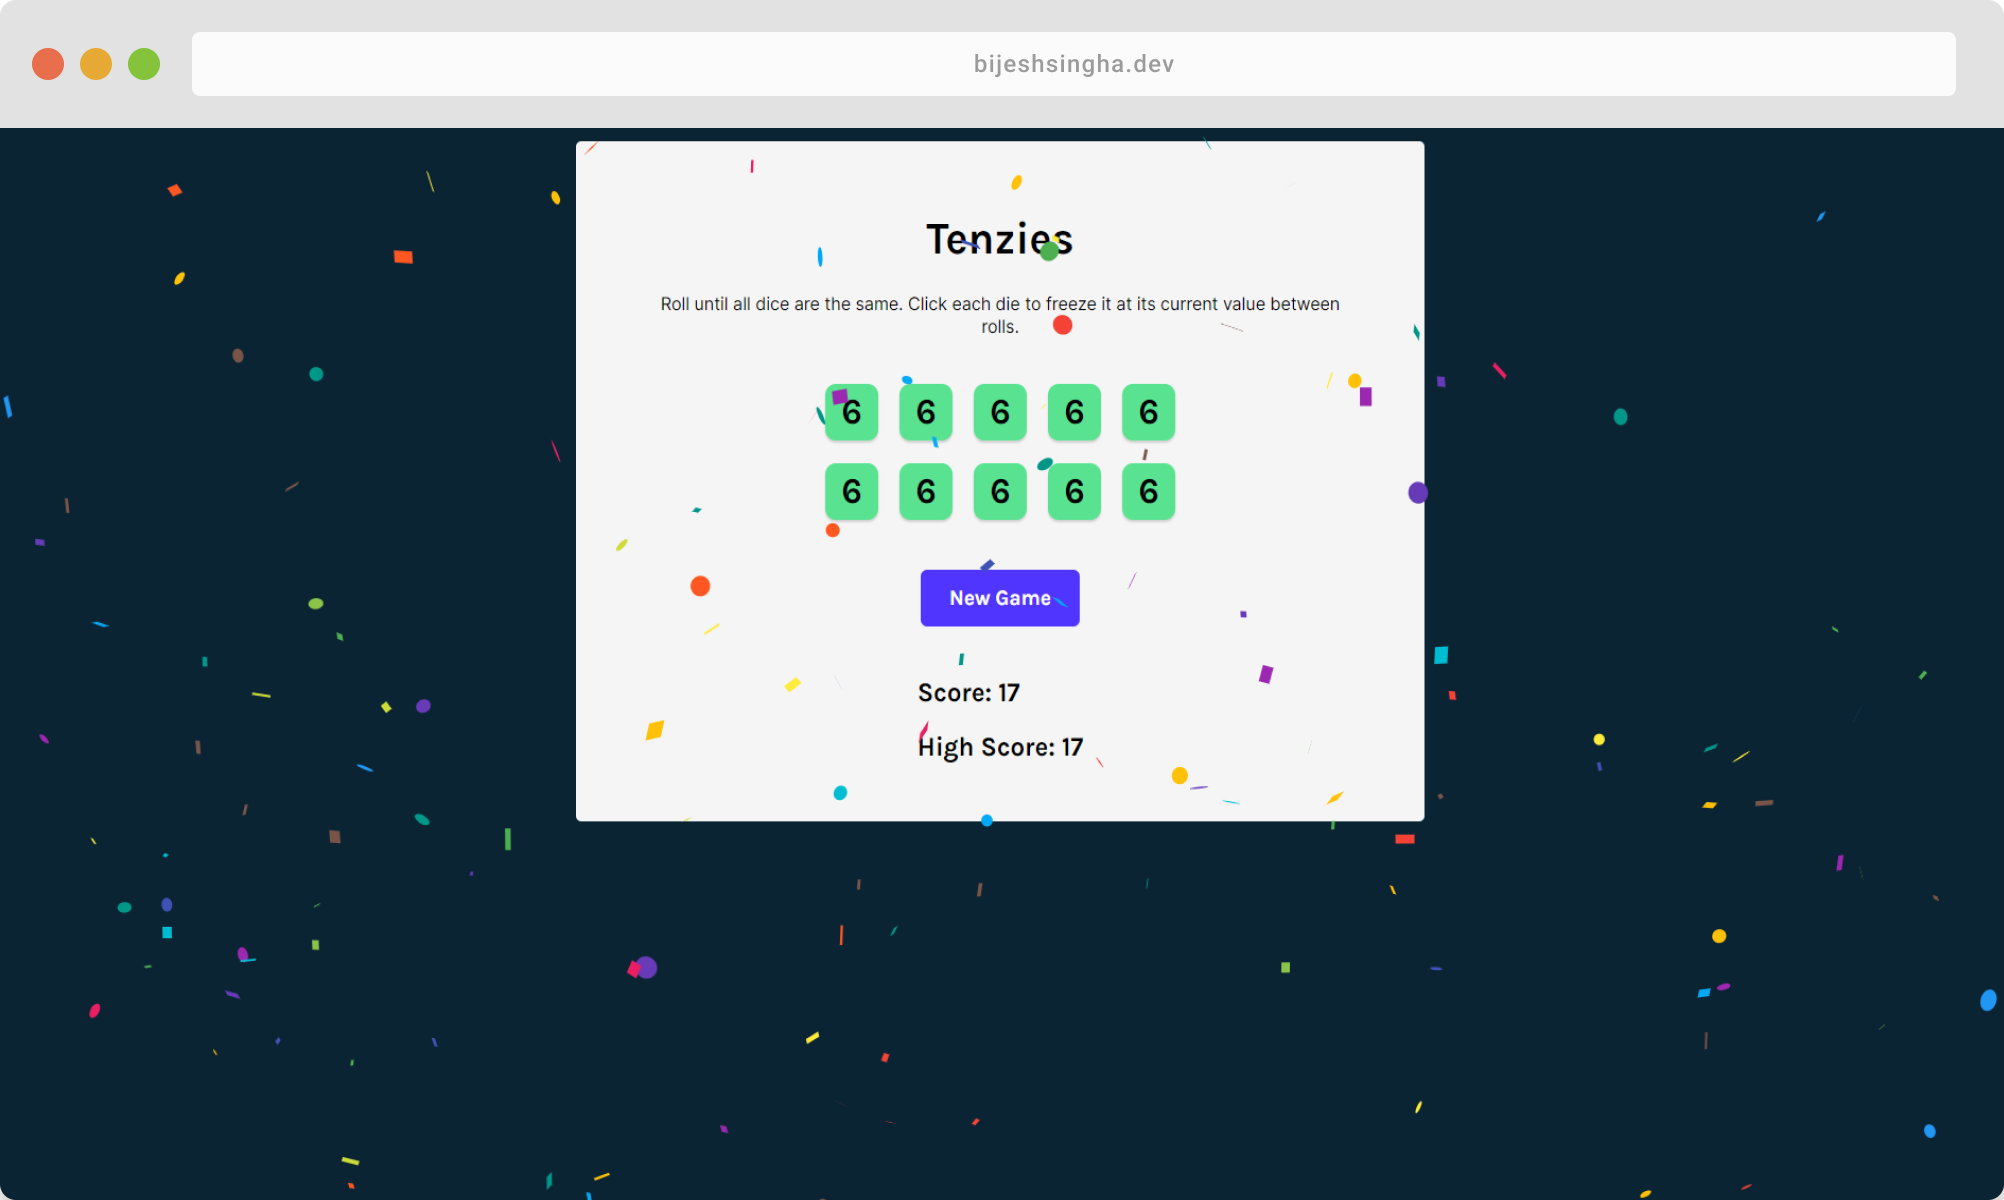 bijeshsingha.dev
Tenzies
Roll until all dice are the same. Click each die to freeze it at its current value between
rolls.
6 6 6 6 6
6 6 6 6 6
New Game
Score: 17
High Score: 17